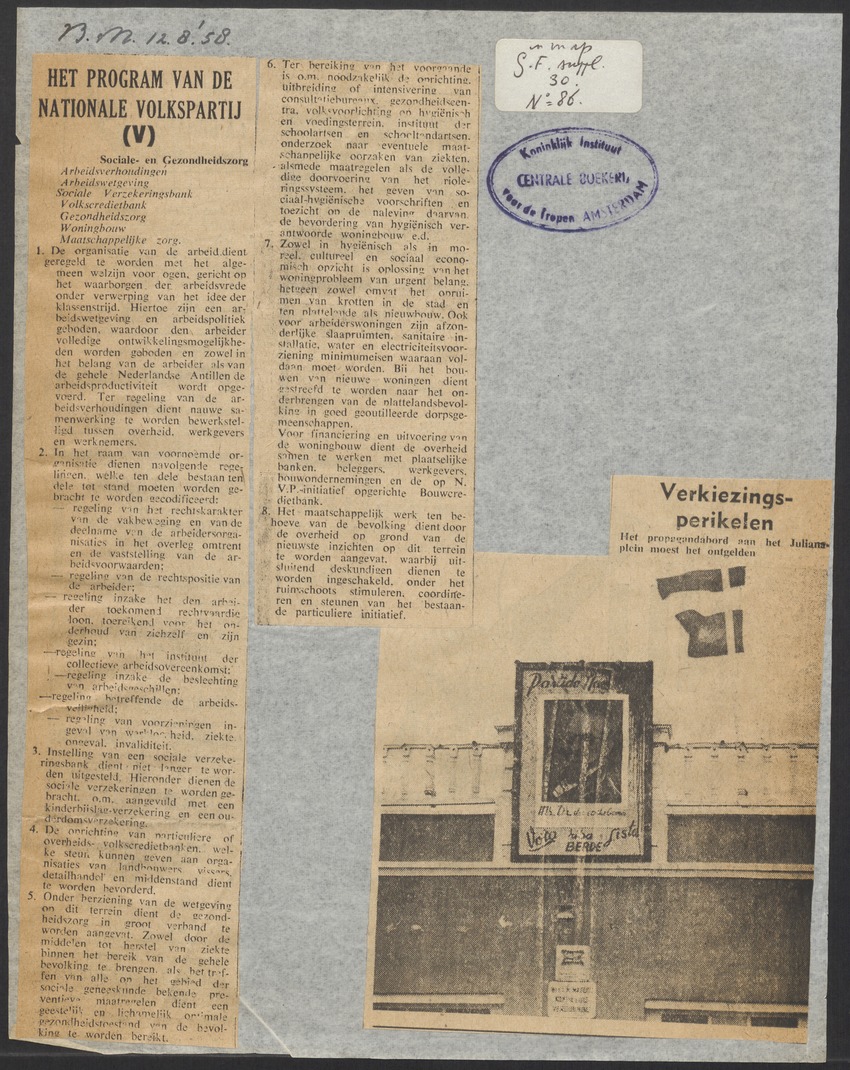 B.M. 12.8.'58.
in map
S.F. suppl.
30.
No=86.
Koninklijk Instituut
CENTRALE BOEKERIJ
voor de Tropen AMSTERDAM
HET PROGRAM VAN DE
NATIONALE VOLKSPARTIJ
(V)
Sociale- en Gezondheidszorg
Arbeidsverhoudingen
Arbeidswetgeving
Sociale Verzekeringsbank
Volkscredietbank
Gezondheidszorg
Woningbouw
Maatschappelijke zorg.
1. De organisatie van de arbeid dient
geregeld te worden met het alge-
meen welzijn voor ogen, gericht op
het waarborgen der arbeidsvrede
onder verwerping van het idee der
klassenstrijd. Hiertoe zijn een ar-
beidswetgeving en arbeidspolitiek
geboden, waardoor den arbeider
volledige ontwikkelingsmogelijkhe-
den worden geboden en zowel in
het belang van de arbeider als van
de gehele Nederlandse Antillen de
arbeidsproductiviteit wordt opge-
voerd. Ter regeling van de ar-
beidsverhoudingen dient nauwe sa-
menwerking te worden bewerkstel-
ligd tussen overheid, werkgevers
en werknemers.
2. In het raam van voornoemde or-
ganisatie dienen navolgende rege-
lingen, welke ten dele bestaan ten
dele tot stand moeten worden ge-
bracht te worden gecodificeerd:
— regeling van het rechtskarakter
van de vakbeweging en van de
deelname van de arbeidersorga-
nisaties in het overleg omtrent
en de vaststelling van de ar-
beidsvoorwaarden;
— regeling van de rechtspositie van
de arbeider;
— regeling inzake het den arbei-
der toekomend rechtvaardig
loon, toereikend voor het on-
derhoud van ziehzelf en zijn
gezin;
—regeling van het instituut der
collectieve arbeidsovereenkomst;
— regeling inzake de beslechting
van arbeidsgeschillen;
—regeling betreffende de arbeids-
veiligheid;
— regeling van voorzieningen in-
geval van werkloosheid, ziekte
ongeval, invaliditeit.
3. Instelling van een sociale verzeke-
ringsbank dient niet langer te wor-
den uitgesteld. Hieronder dienen de
sociale verzekeringen te worden ge-
bracht, o.m. aangevuld met een
kinderbijslag-verzekering en een ou-
derdomsverzekering.
4. De oprichting van particuliere of
overheids- volkscredietbanken, wel-
ke steun kunnen geven aan orga-
nisaties van landbouwers vissers,
detailhandel en middenstand dient
te worden bevorderd.
5. Onder herziening van de wetgeving
op dit terrein dient de gezond-
heidszorg in groot verband te
worden aangevat. Zowel door de
middelen tot herstel van ziekte
binnen het bereik van de gehele
bevolking te brengen, als het tref-
fen van alle op het gebied der
sociale geneeskunde bekende pre-
ventieve maatregelen dient een
geestelijk en lichamelijk optimale
gezondheidstoestand van de bevol-
king te worden bereikt.
6. Ter bereiking van het voorgaande
is o.m. noodzakelijk de oprichting,
uitbreiding of intensivering van
consultatiebureaux, gezondheidscen-
tra, volksvoorlichting op hygiënisch
en voedingsterrein, instituut der
schoolartsen en schooltandartsen,
onderzoek naar eventuele maat-
schappelijke oorzaken van ziekten,
alsmede maatregelen als de volle-
dige doorvoering van het riole-
ringssysteem, het geven van so-
ciaal-hygiënische voorschriften en
toezicht op de naleving daarvan,
de bevordering van hygiënisch ver-
antwoorde woningbouw e.d.
7. Zowel in hygiënisch als in mo-
reel, cultureel en sociaal econo-
misch opzicht is oplossing van het
woningprobleem van urgent belang,
hetgeen zowel omvat het oprui-
men van krotten in de stad en
ten plattelande als nieuwbouw. Ook
voor arbeiderswoningen zijn afzon-
derlijke slaapruimten, sanitaire in-
stallatie, water en electriciteitsvoor-
ziening minimumeisen waaraan vol-
daan moet worden. Bij het bou-
wen van nieuwe woningen dient
gestreefd te worden naar het on-
derbrengen van de plattelandsbevol-
king in goed geoutilleerde dorpsge-
meenschappen.
Voor financiering en uitvoering van
de woningbouw dient de overheid
samen te werken met plaatselijke
banken, beleggers, werkgevers,
bouwondernemingen en de op N.
V.P.-initiatief opgerichte Bouwcre-
dietbank.
8. Het maatschappelijk werk ten be-
hoeve van de bevolking dient door
de overheid op grond van de
nieuwste inzichten op dit terrein
te worden aangevat, waarbij uit-
sluitend deskundigen dienen te
worden ingeschakeld, onder het
ruimschoots stimuleren, coordine-
ren en steunen van het bestaan-
de particuliere initiatief.
Verkiezings-
perikelen
Het propagandabord aan het Juliana-
plein moest het ontgelden
Partido Na
Vota riba Lista
BERDE